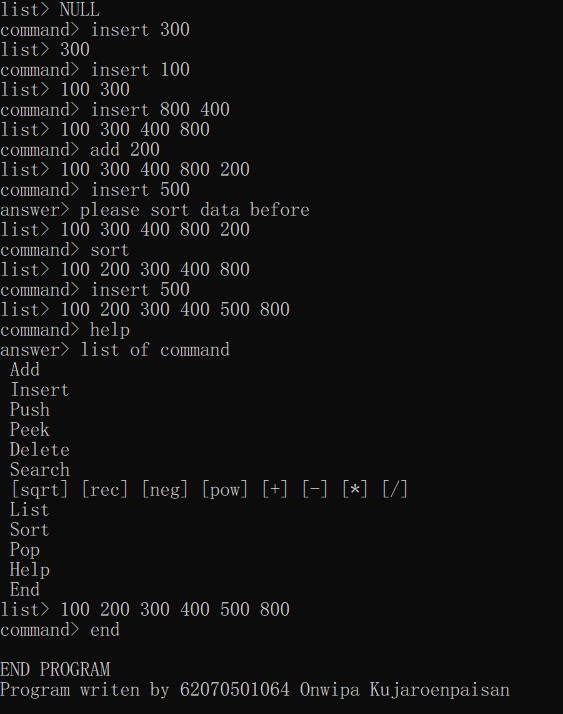 list> NULL
command> insert 300
list> 300
command> insert 100
list> 100 300
command> insert 800 400
list> 100 300 400 800
command> add 200
list> 100 300 400 800 200
command> insert 500
answer> please sort data before
list> 100 300 400 800 200
command> sort
list> 100 200 300 400 800
command> insert 500
list> 100 200 300 400 500 800
command> help
answer> list of command
Add
Insert
Push
Peek
Delete
Search
[sqrt] [rec] [neg] [pow] [+] [-] [*] [/]
List
Sort
Pop
Help
End
list> 100 200 300 400 500 800
command> end
END PROGRAM
Program writen by 62070501064 Onwipa Kujaroenpaisan